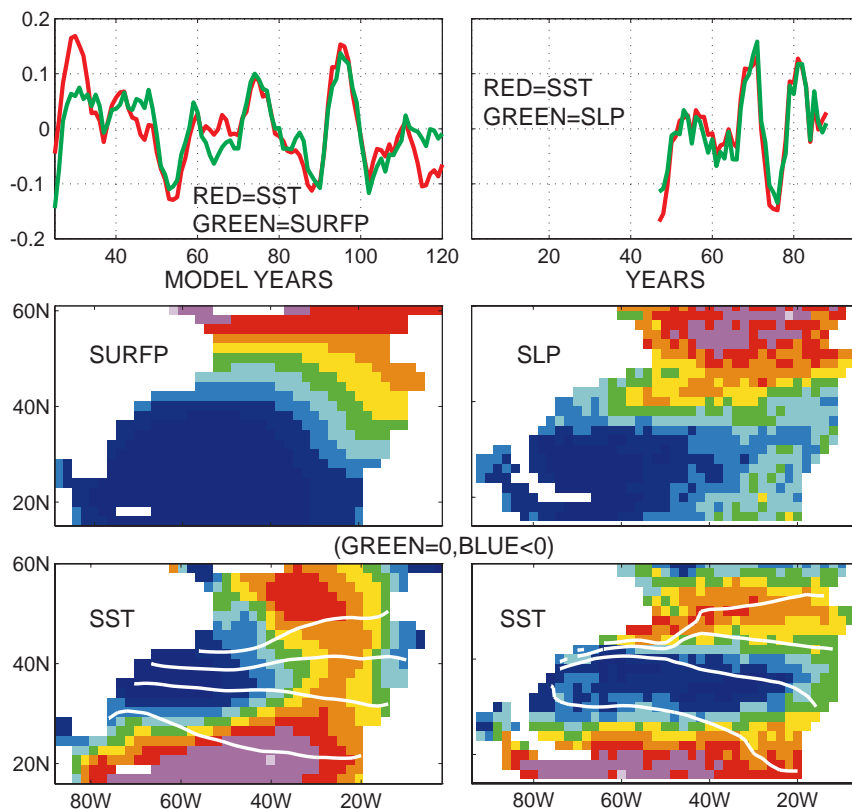 0.2
0.1
0
-0.1
-0.2
RED=SST
GREEN=SURFP
40 60 80 100 120
MODEL YEARS
RED=SST
GREEN=SLP
20 40 60 80
YEARS
60N
40N
20N
SURFP
SLP
(GREEN=0,BLUE<0)
60N
40N
20N
SST
SST
80W 60W 40W 20W
80W 60W 40W 20W